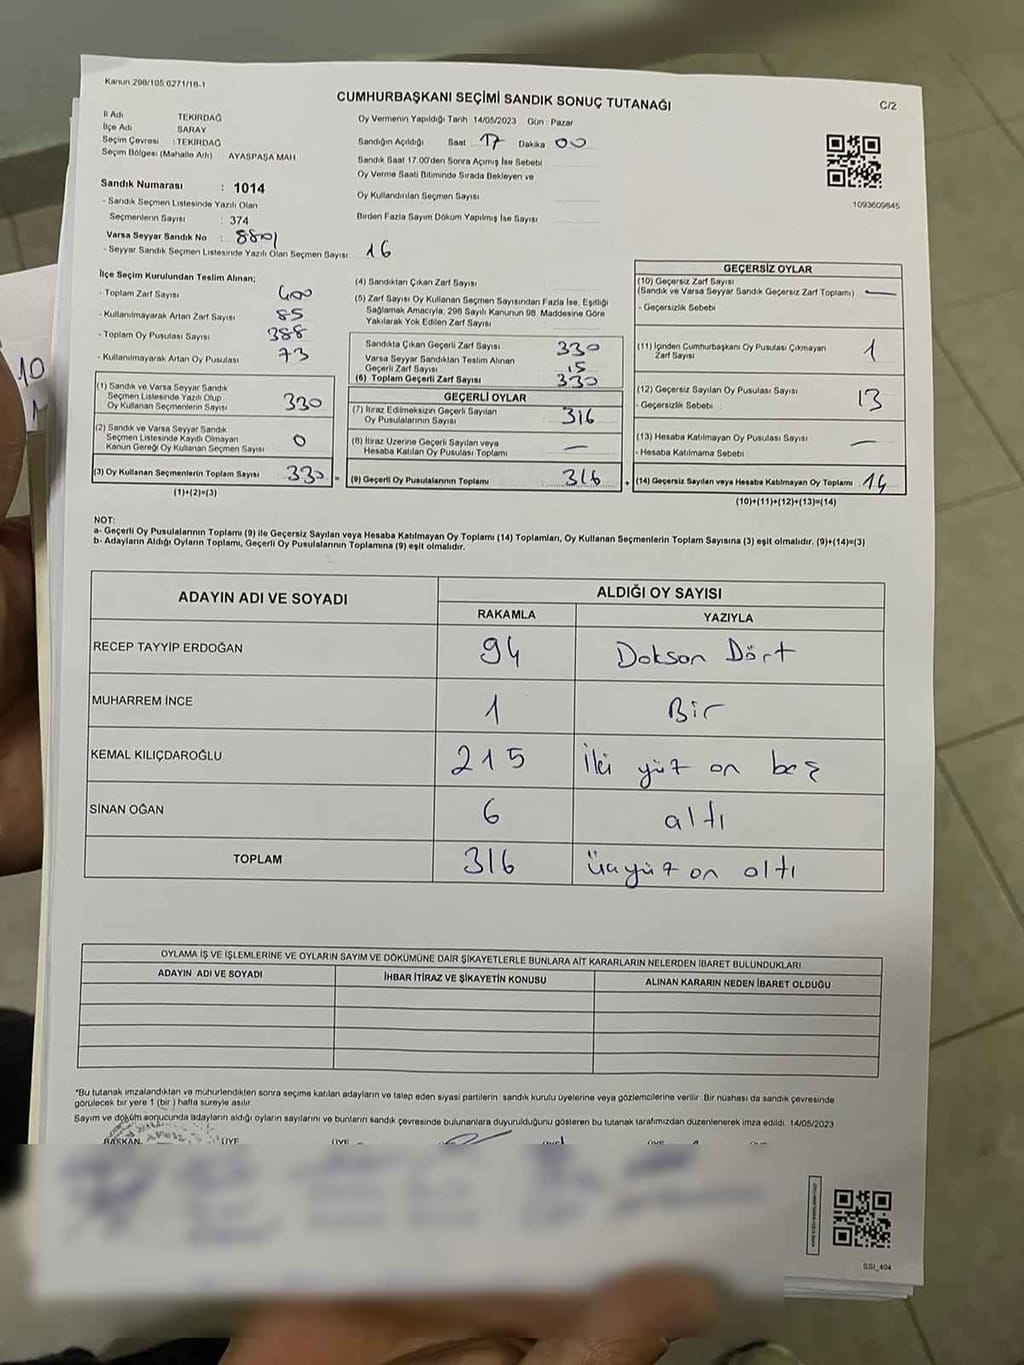 Kanun:298/105,6271/18-1
CUMHURBAŞKANI SEÇİMİ SANDIK SONUÇ TUTANAĞI
C/2
İl Adı TEKİRDAĞ
İlçe Adı SARAY
Seçim Çevresi : TEKİRDAĞ
Seçim Bölgesi (Mahalle Adı) AYASPAŞA MAH
Oy Vermenin Yapıldığı Tarih : 14/05/2023 Gün : Pazar
Sandığın Açıldığı Saat 17 Dakika 00
Sandık Saat 17.00'den Sonra Açımış İse Sebebi
Oy Verme Saati Bitiminde Sırada Bekleyen ve
Oy Kullandırılan Seçmen Sayısı
Birden Fazla Sayım Döküm Yapılmış İse Sayısı
1093609845
Sandık Numarası : 1014
- Sandık Seçmen Listesinde Yazılı Olan
Seçmenlerin Sayısı : 374
Varsa Seyyar Sandık No : 8801
- Seyyar Sandık Seçmen Listesinde Yazılı Olan Seçmen Sayısı 16
İlçe Seçim Kurulundan Teslim Alınan;
- Toplam Zarf Sayısı 400
- Kullanılmayarak Artan Zarf Sayısı 85
- Toplam Oy Pusulası Sayısı 388
- Kullanılmayarak Artan Oy Pusulası 73
(1) Sandık ve Varsa Seyyar Sandık
Seçmen Listesinde Yazılı Olup
Oy Kullanan Seçmenlerin Sayısı 330
(2) Sandık ve Varsa Seyyar Sandık
Seçmen Listesinde Kayıtlı Olmayan
Kanun Gereği Oy Kullanan Seçmen Sayısı 0
(3) Oy Kullanan Seçmenlerin Toplam Sayısı 330 =
(1)+(2)=(3)
(4) Sandıktan Çıkan Zarf Sayısı
(5) Zarf Sayısı Oy Kullanan Seçmen Sayısından Fazla İse, Eşitliği
Sağlamak Amacıyla, 298 Sayılı Kanunun 98. Maddesine Göre
Yakılarak Yok Edilen Zarf Sayısı
Sandıkta Çıkan Geçerli Zarf Sayısı 330
Varsa Seyyar Sandıktan Teslim Alınan
Geçerli Zarf Sayısı 15
(6) Toplam Geçerli Zarf Sayısı 330
GEÇERLİ OYLAR
(7) İtiraz Edilmeksizin Geçerli Sayılan
Oy Pusulalarının Sayısı 316
(8) İtiraz Üzerine Geçerli Sayılan veya
Hesaba Katılan Oy Pusulası Toplamı —
(9) Geçerli Oy Pusulalarının Toplamı 316
GEÇERSİZ OYLAR
(10) Geçersiz Zarf Sayısı
(Sandık ve Varsa Seyyar Sandık Geçersiz Zarf Toplamı) —
- Geçersizlik Sebebi
(11) İçinden Cumhurbaşkanı Oy Pusulası Çıkmayan
Zarf Sayısı 1
(12) Geçersiz Sayılan Oy Pusulası Sayısı 13
- Geçersizlik Sebebi :
(13) Hesaba Katılmayan Oy Pusulası Sayısı —
- Hesaba Katılmama Sebebi
(14) Geçersiz Sayılan veya Hesaba Katılmayan Oy Toplamı : 14
(10)+(11)+(12)+(13)=(14)
NOT:
a- Geçerli Oy Pusulalarının Toplamı (9) ile Geçersiz Sayılan veya Hesaba Katılmayan Oy Toplamı (14) Toplamları, Oy Kullanan Seçmenlerin Toplam Sayısına (3) eşit olmalıdır. (9)+(14)=(3)
b- Adayların Aldığı Oyların Toplamı, Geçerli Oy Pusulalarının Toplamına (9) eşit olmalıdır.
ADAYIN ADI VE SOYADI ALDIĞI OY SAYISI
RAKAMLA YAZIYLA
RECEP TAYYİP ERDOĞAN 94 Dokson Dört
MUHARREM İNCE 1 Bir
KEMAL KILIÇDAROĞLU 215 İki yüz on beş
SİNAN OĞAN 6 altı
TOPLAM 316 üçyüz on altı
OYLAMA İŞ VE İŞLEMLERİNE VE OYLARIN SAYIM VE DÖKÜMÜNE DAİR ŞİKAYETLERLE BUNLARA AİT KARARLARIN NELERDEN İBARET BULUNDUKLARI
ADAYIN ADI VE SOYADI İHBAR İTİRAZ VE ŞİKAYETİN KONUSU ALINAN KARARIN NEDEN İBARET OLDUĞU
*Bu tutanak imzalandıktan ve mühürlendikten sonra seçime katılan adayların ve talep eden siyasi partilerin sandık kurulu üyelerine veya gözlemcilerine verilir. Bir nüshası da sandık çevresinde
görülecek bir yere 1 (bir) hafta süreyle asılır.
Sayım ve döküm sonucunda adayların aldığı oyların sayılarını ve bunların sandık çevresinde bulunanlara duyurulduğunu gösteren bu tutanak tarafımızdan düzenlenerek imza edildi. 14/05/2023
BAŞKAN ÜYE ÜYE
GSI_404
10